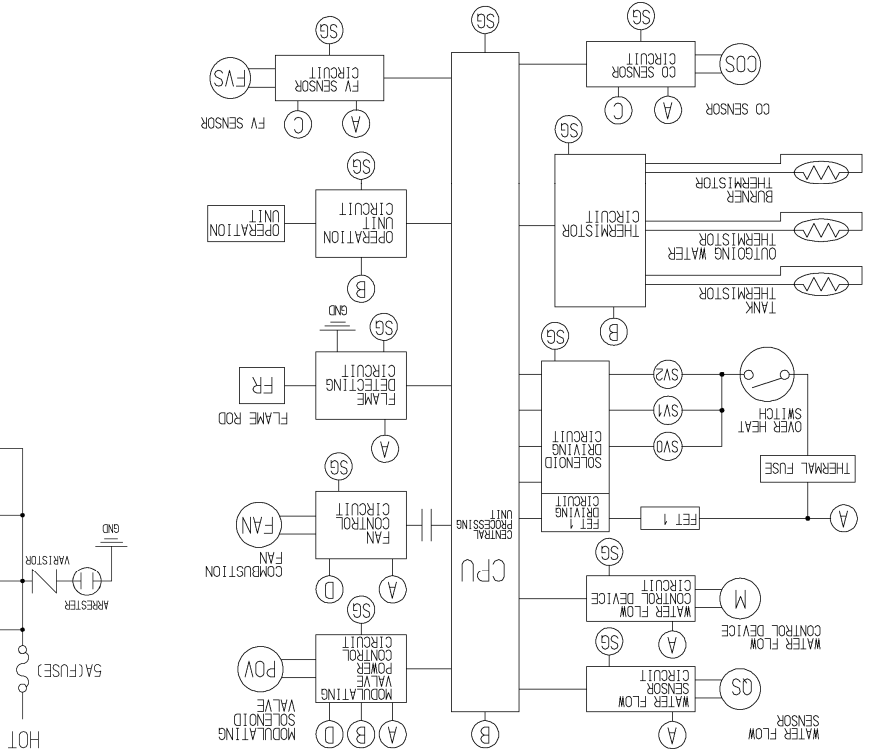 WATER FLOW
SENSOR
QS
A
WATER FLOW
SENSOR
CIRCUIT
SG
WATER FLOW
CONTROL DEVICE
M
A
WATER FLOW
CONTROL DEVICE
CIRCUIT
SG
A
THERMAL FUSE
OVER HEAT
SWITCH
FET 1
FET 1
DRIVING
CIRCUIT
SV0
SV1
SV2
SOLENOID
DRIVING
CIRCUIT
SG
B
TANK
THERMISTOR
OUTGOING WATER
THERMISTOR
BURNER
THERMISTOR
THERMISTOR
CIRCUIT
SG
CO SENSOR
COS
A
C
CO SENSOR
CIRCUIT
SG
B
CPU
CENTRAL
PROCESSING
UNIT
SG
A
B
D
MODULATING
VALVE
POWER
CONTROL
CIRCUIT
SG
MODULATING
SOLENOID
VALVE
POV
A
D
FAN
CONTROL
CIRCUIT
SG
COMBUSTION
FAN
FAN
A
FLAME
DETECTING
CIRCUIT
SG
GND
FLAME ROD
FR
B
OPERATION
UNIT
CIRCUIT
SG
OPERATION
UNIT
A
C
FV SENSOR
CIRCUIT
SG
FV SENSOR
FVS
HOT
5A(FUSE)
ARRESTER
VARISTOR
GND